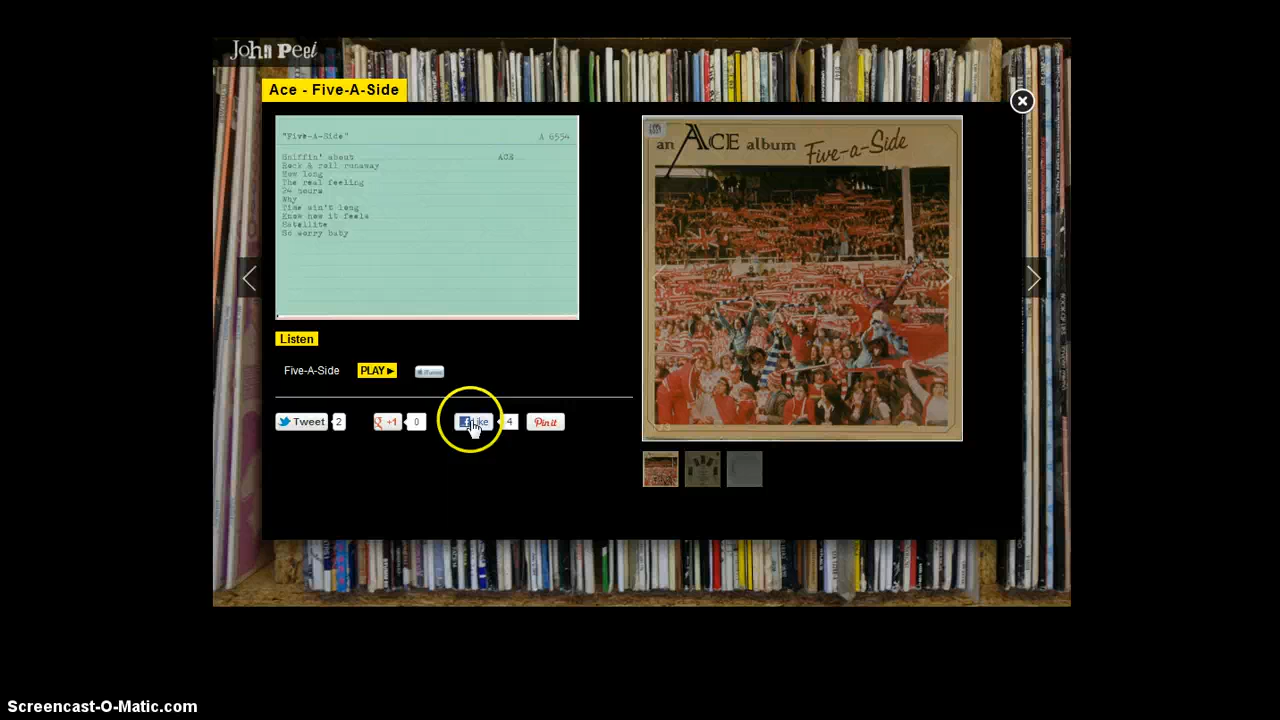 John Peel
Ace - Five-A-Side
"Five-A-Side" A 6554
Sniffin' about ACE
Rock & roll runaway
How long
The real feeling
24 hours
Why
Time ain't long
Know how it feels
Satellite
So sorry baby
an ACE album Five-a-Side
Listen
Five-A-Side PLAY iTunes
Tweet 2 +1 0 Like 4 Pin it
Screencast-O-Matic.com